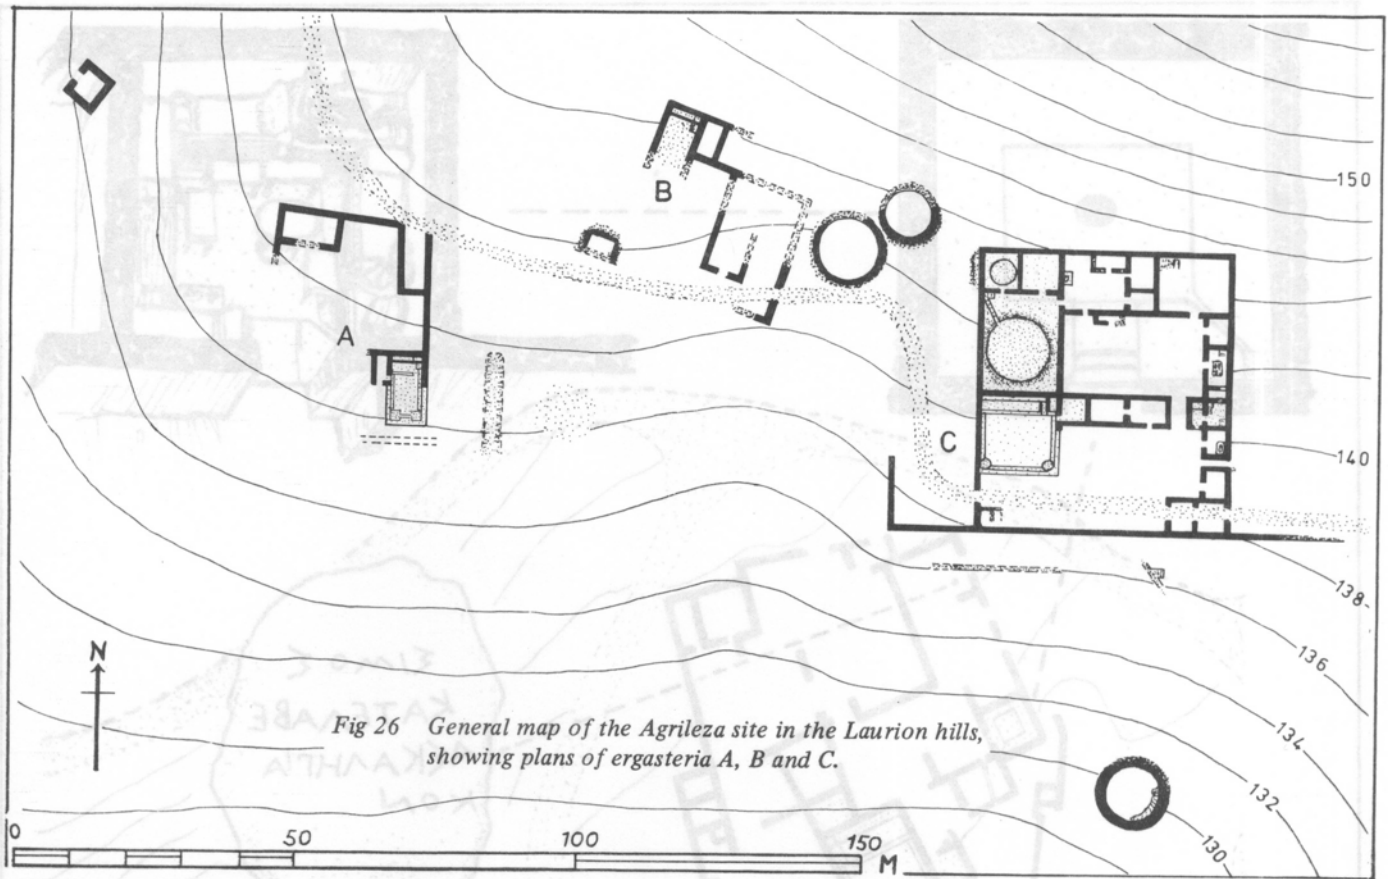 150
B
A
C
140
138
136
N
Fig 26 General map of the Agrileza site in the Laurion hills,
showing plans of ergasteria A, B and C.
134
132
130
0 50 100 150 M